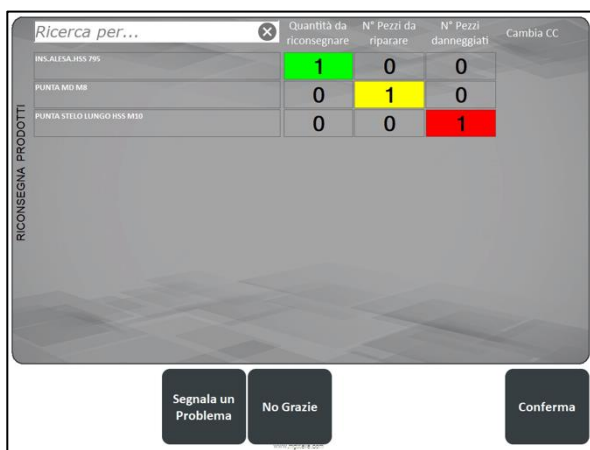 Ricerca per...
Quantità da riconsegnare
N° Pezzi da riparare
N° Pezzi danneggiati
Cambia CC
RICONSEGNA PRODOTTI
INS.ALESA.HSS 795
1 0 0
PUNTA MD M8
0 1 0
PUNTA STELO LUNGO HSS M10
0 0 1
Segnala un
Problema
No Grazie
Conferma